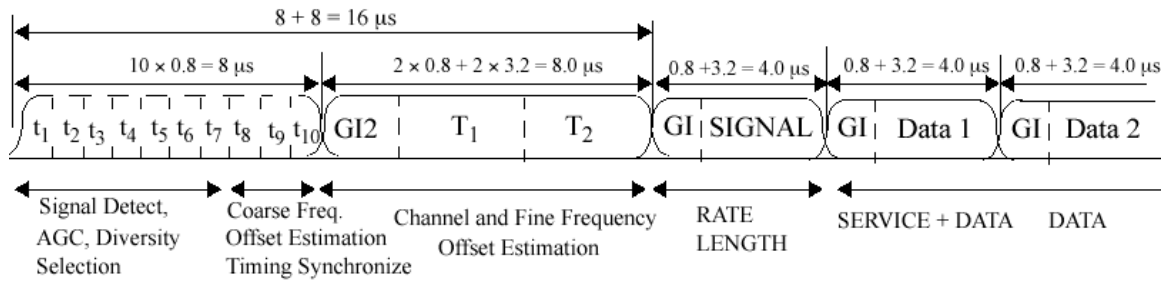 8 + 8 = 16 μs
10 × 0.8 = 8 μs
2 × 0.8 + 2 × 3.2 = 8.0 μs
0.8 +3.2 = 4.0 μs
0.8 + 3.2 = 4.0 μs
0.8 + 3.2 = 4.0 μs
t1 t2 t3 t4 t5 t6 t7 t8 t9 t10
GI2 T1 T2
GI SIGNAL
GI Data 1
GI Data 2
Signal Detect,
AGC, Diversity
Selection
Coarse Freq.
Offset Estimation
Timing Synchronize
Channel and Fine Frequency
Offset Estimation
RATE
LENGTH
SERVICE + DATA
DATA